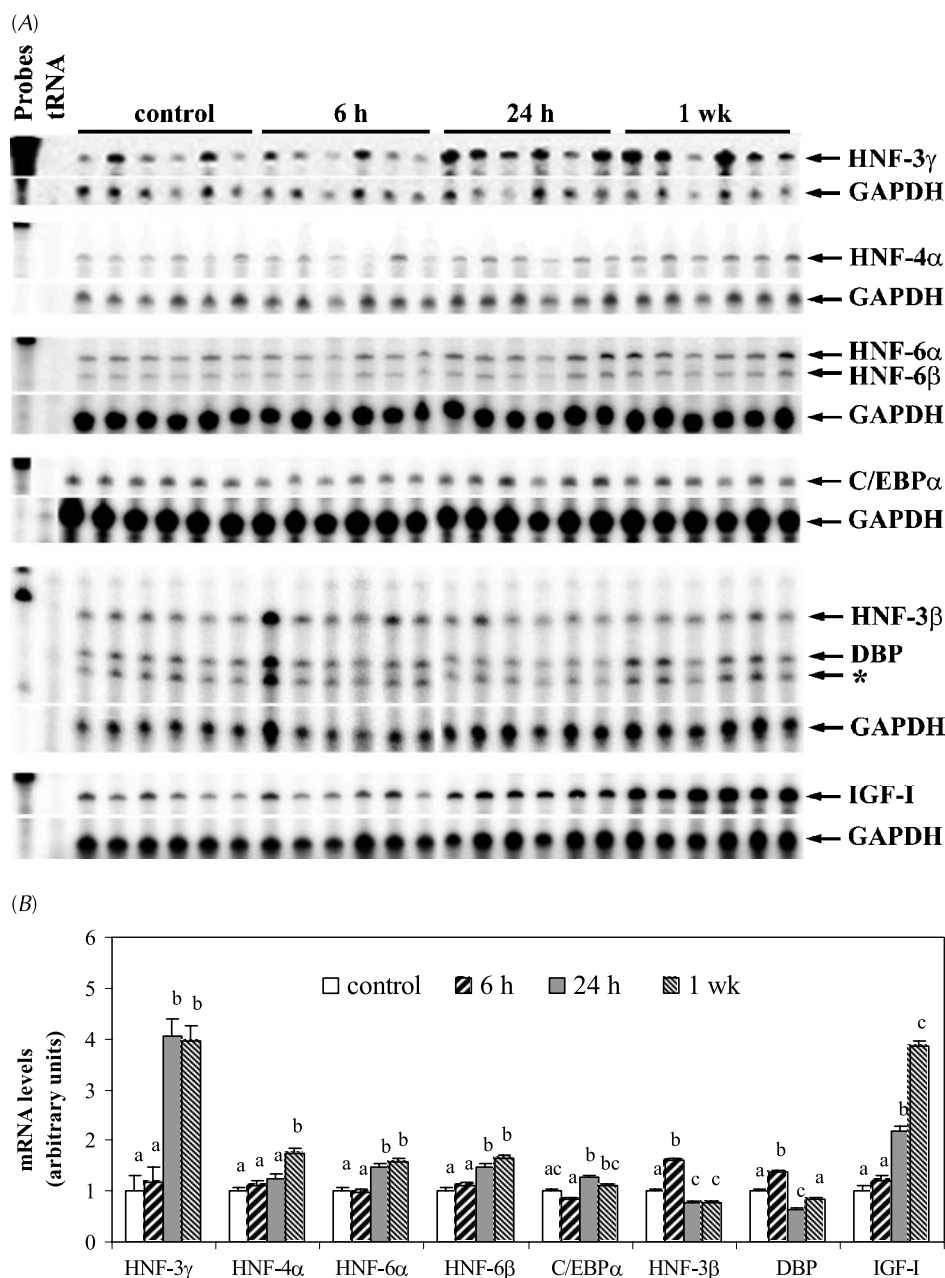 (A)
Probes
tRNA
control 6 h 24 h 1 wk
HNF-3γ
GAPDH
HNF-4α
GAPDH
HNF-6α
HNF-6β
GAPDH
C/EBPα
GAPDH
HNF-3β
DBP
*
GAPDH
IGF-I
GAPDH
(B)
mRNA levels
(arbitrary units)
6
5
4
3
2
1
0
control 6 h 24 h 1 wk
a a b b
a a a b
a a b b
a a b b
ac a b bc
a b c c
a b c a
a a b c
HNF-3γ HNF-4α HNF-6α HNF-6β C/EBPα HNF-3β DBP IGF-I